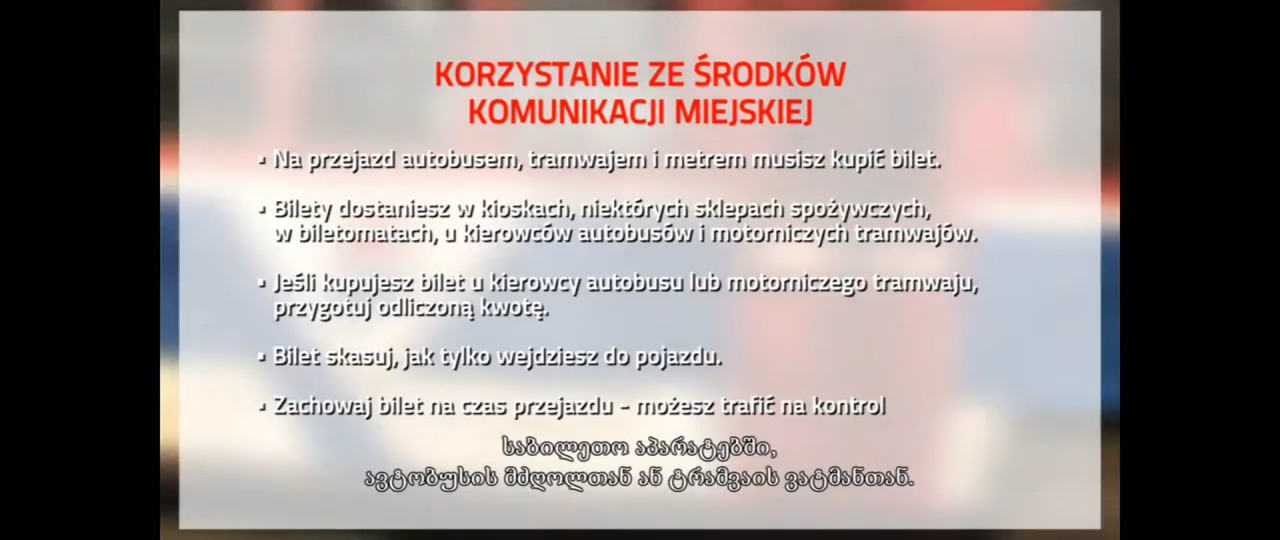 KORZYSTANIE ZE ŚRODKÓW
KOMUNIKACJI MIEJSKIEJ
▪ Na przejazd autobusem, tramwajem i metrem musisz kupić bilet.
▪ Bilety dostaniesz w kioskach, niektórych sklepach spożywczych,
w biletomatach, u kierowców autobusów i motorniczych tramwajów.
▪ Jeśli kupujesz bilet u kierowcy autobusu lub motorniczego tramwaju,
przygotuj odliczoną kwotę.
▪ Bilet skasuj, jak tylko wejdziesz do pojazdu.
▪ Zachowaj bilet na czas przejazdu - możesz trafić na kontrol
საბილეთო აპარატებში,
ავტობუსის მძღოლთან ან ტრამვაის ვატმანთან.